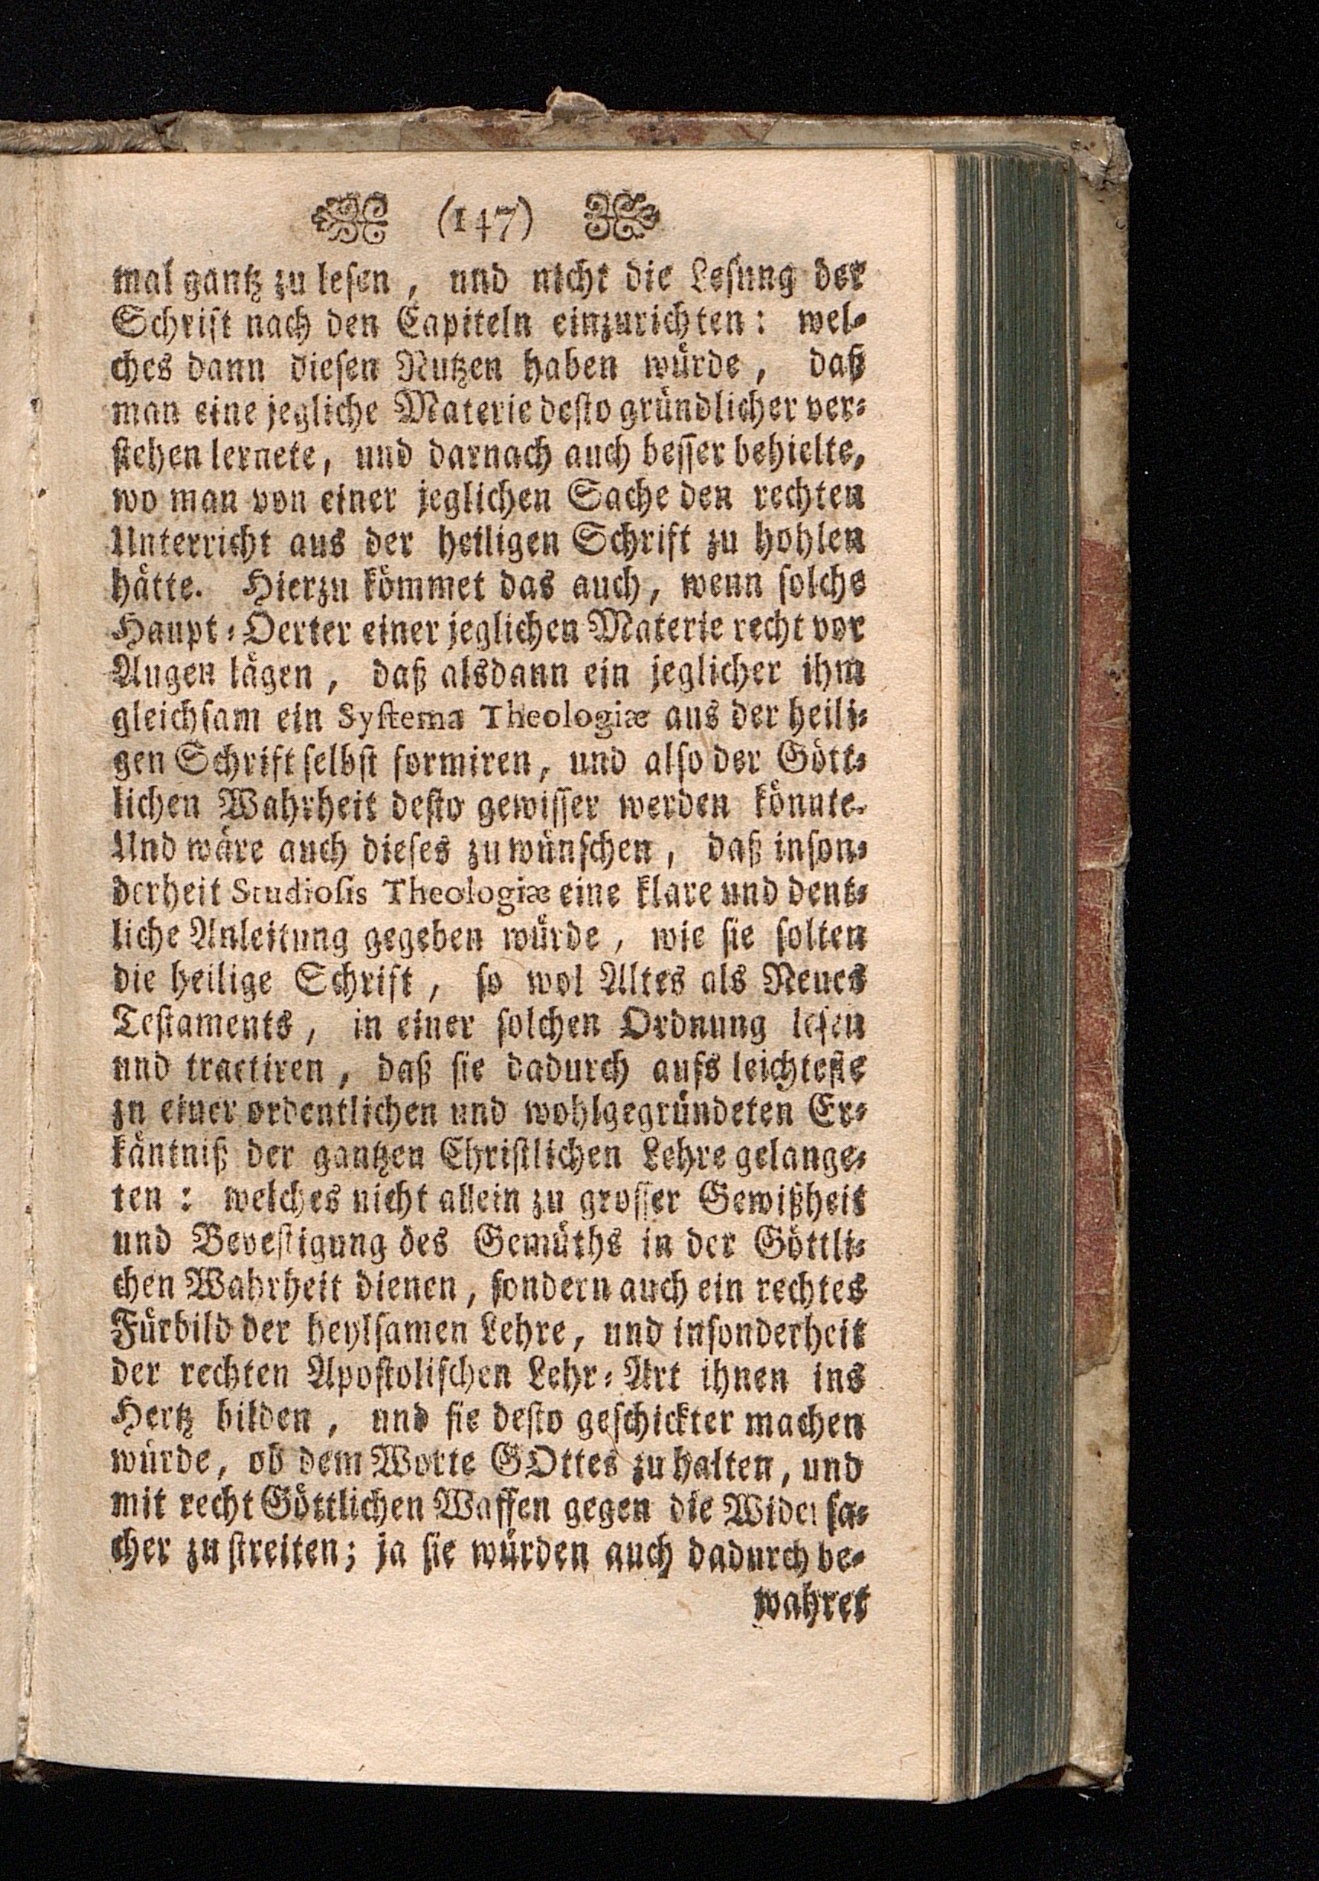 (147)
mal gantz zu lesen, und nicht die Lesung der
Schrift nach den Capiteln einzurichten: wel-
ches dann diesen Nutzen haben würde, daß
man eine jegliche Materie desto gründlicher ver-
stehen lernete, und darnach auch besser behielte,
wo man von einer jeglichen Sache den rechten
Unterricht aus der heiligen Schrift zu hohlen
hätte. Hierzu kömmet das auch, wenn solche
Haupt-Oerter einer jeglichen Materie recht vor
Augen lägen, daß alsdann ein jeglicher ihm
gleichsam ein Systema Theologiæ aus der heili-
gen Schrift selbst formiren, und also der Gött-
lichen Wahrheit desto gewisser werden könnte.
Und wäre auch dieses zu wünschen, daß inson-
derheit Studiosis Theologiæ eine klare und deut-
liche Anleitung gegeben würde, wie sie solten
die heilige Schrift, so wol Altes als Neues
Testaments, in einer solchen Ordnung lesen
und tractiren, daß sie dadurch aufs leichteste
zu einer ordentlichen und wohlgegründeten Er-
käntniß der gantzen Christlichen Lehre gelange-
ten: welches nicht allein zu grosser Gewißheit
und Bevestigung des Gemüths in der Göttli-
chen Wahrheit dienen, sondern auch ein rechtes
Fürbild der heylsamen Lehre, und insonderheit
der rechten Apostolischen Lehr-Art ihnen ins
Hertz bilden, und sie desto geschickter machen
würde, ob dem Worte GOttes zu halten, und
mit recht Göttlichen Waffen gegen die Widersa-
cher zu streiten; ja sie würden auch dadurch be-
wahret